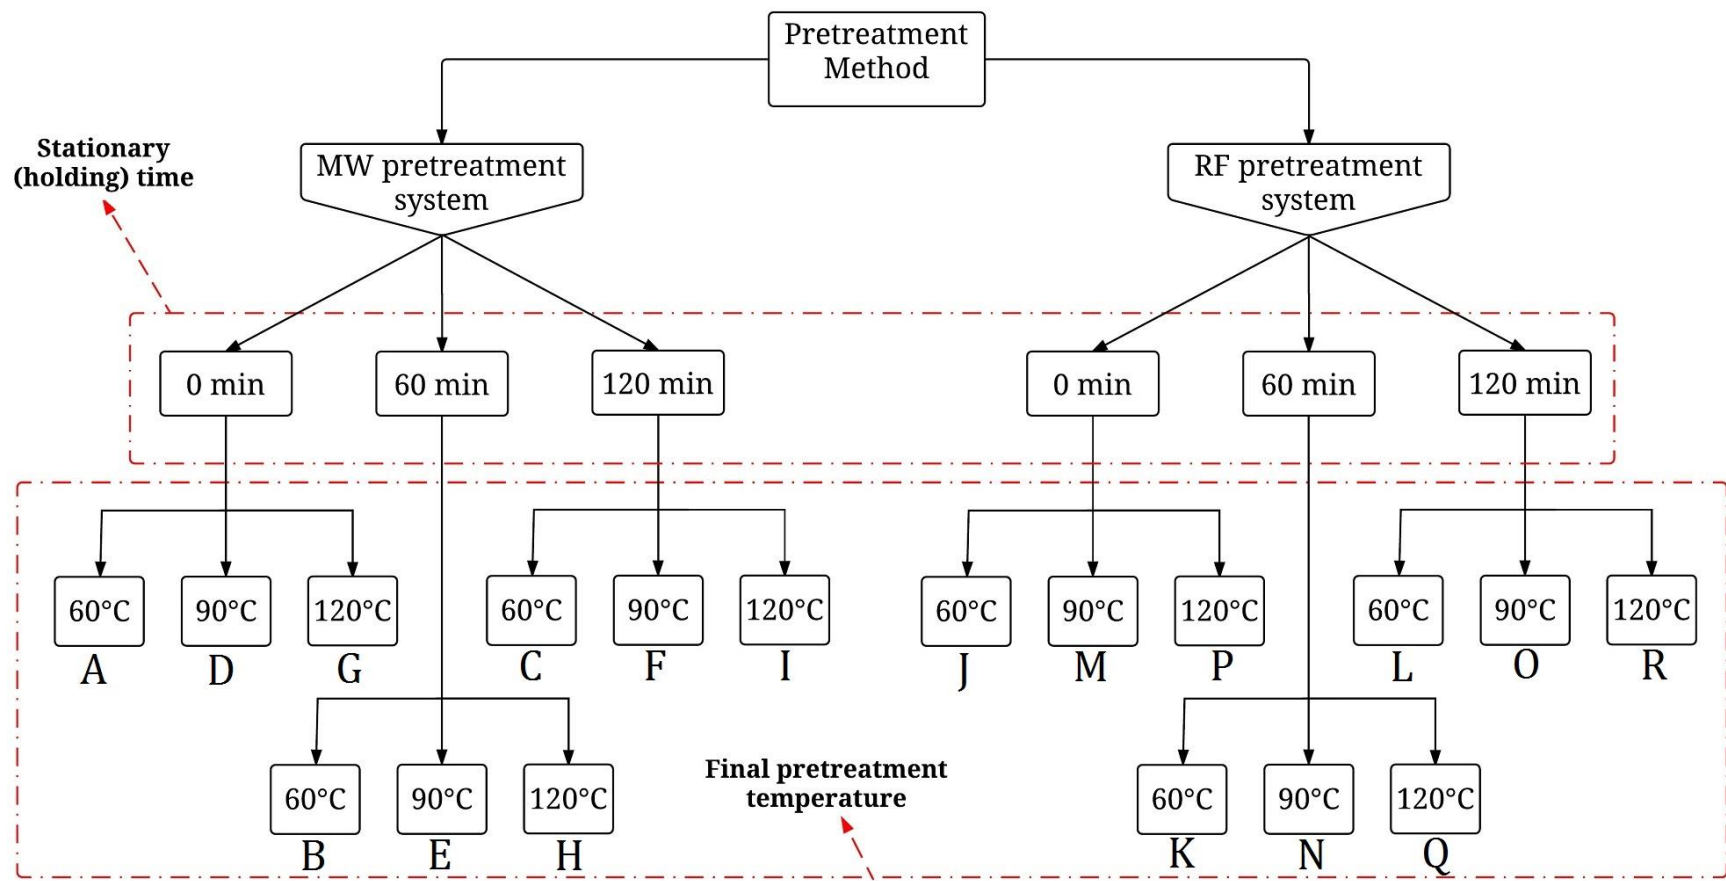 Pretreatment
Method
Stationary
(holding) time
MW pretreatment
system
RF pretreatment
system
0 min
60 min
120 min
0 min
60 min
120 min
60°C
90°C
120°C
60°C
90°C
120°C
60°C
90°C
120°C
60°C
90°C
120°C
A
D
G
C
F
I
J
M
P
L
O
R
Final pretreatment
temperature
60°C
90°C
120°C
60°C
90°C
120°C
B
E
H
K
N
Q